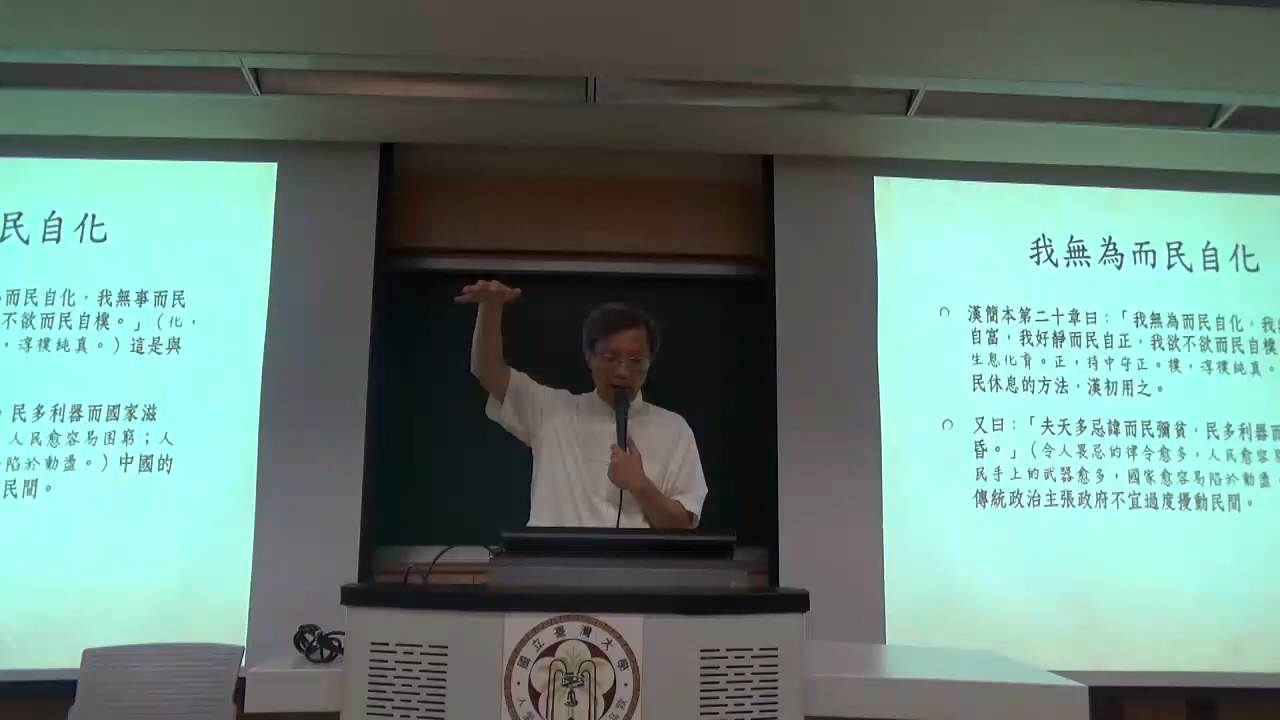 民自化
而民自化，我無事而民
不欲而民自樸。」（化，
，淳樸純真。）這是與
，民多利器而國家滋
，人民愈容易困窮；人
陷於動盪。）中國的
民間。
國立臺灣大學
我無為而民自化
漢簡本第二十章曰：「我無為而民自化，我
自富，我好靜而民自正，我欲不欲而民自樸
生息化育。正，持中守正。樸，淳樸純真。
民休息的方法，漢初用之。
又曰：「夫天多忌諱而民彌貧，民多利器而
昏。」（令人畏忌的律令愈多，人民愈容易
民手上的武器愈多，國家愈容易陷於動盪。
傳統政治主張政府不宜過度擾動民間。